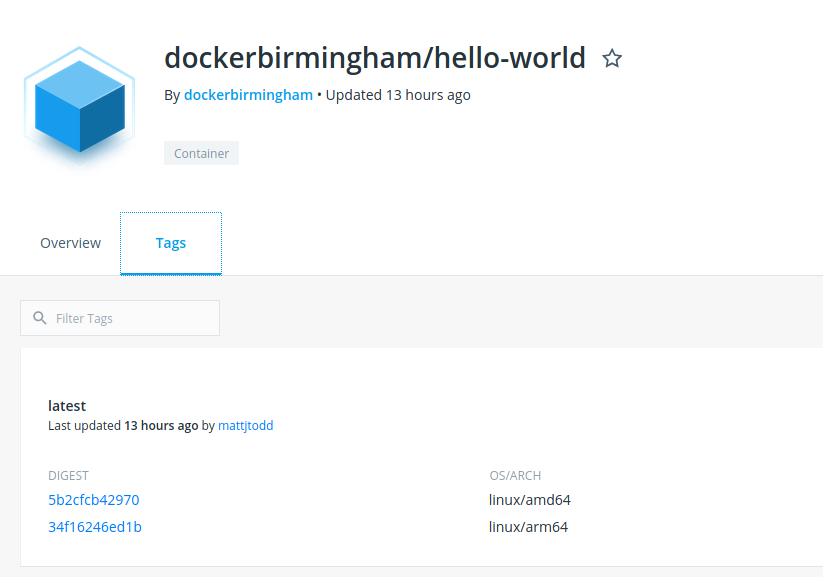 dockerbirmingham/hello-world
By dockerbirmingham • Updated 13 hours ago
Container
Overview Tags
Filter Tags
latest
Last updated 13 hours ago by mattjtodd
DIGEST OS/ARCH
5b2cfcb42970 linux/amd64
34f16246ed1b linux/arm64